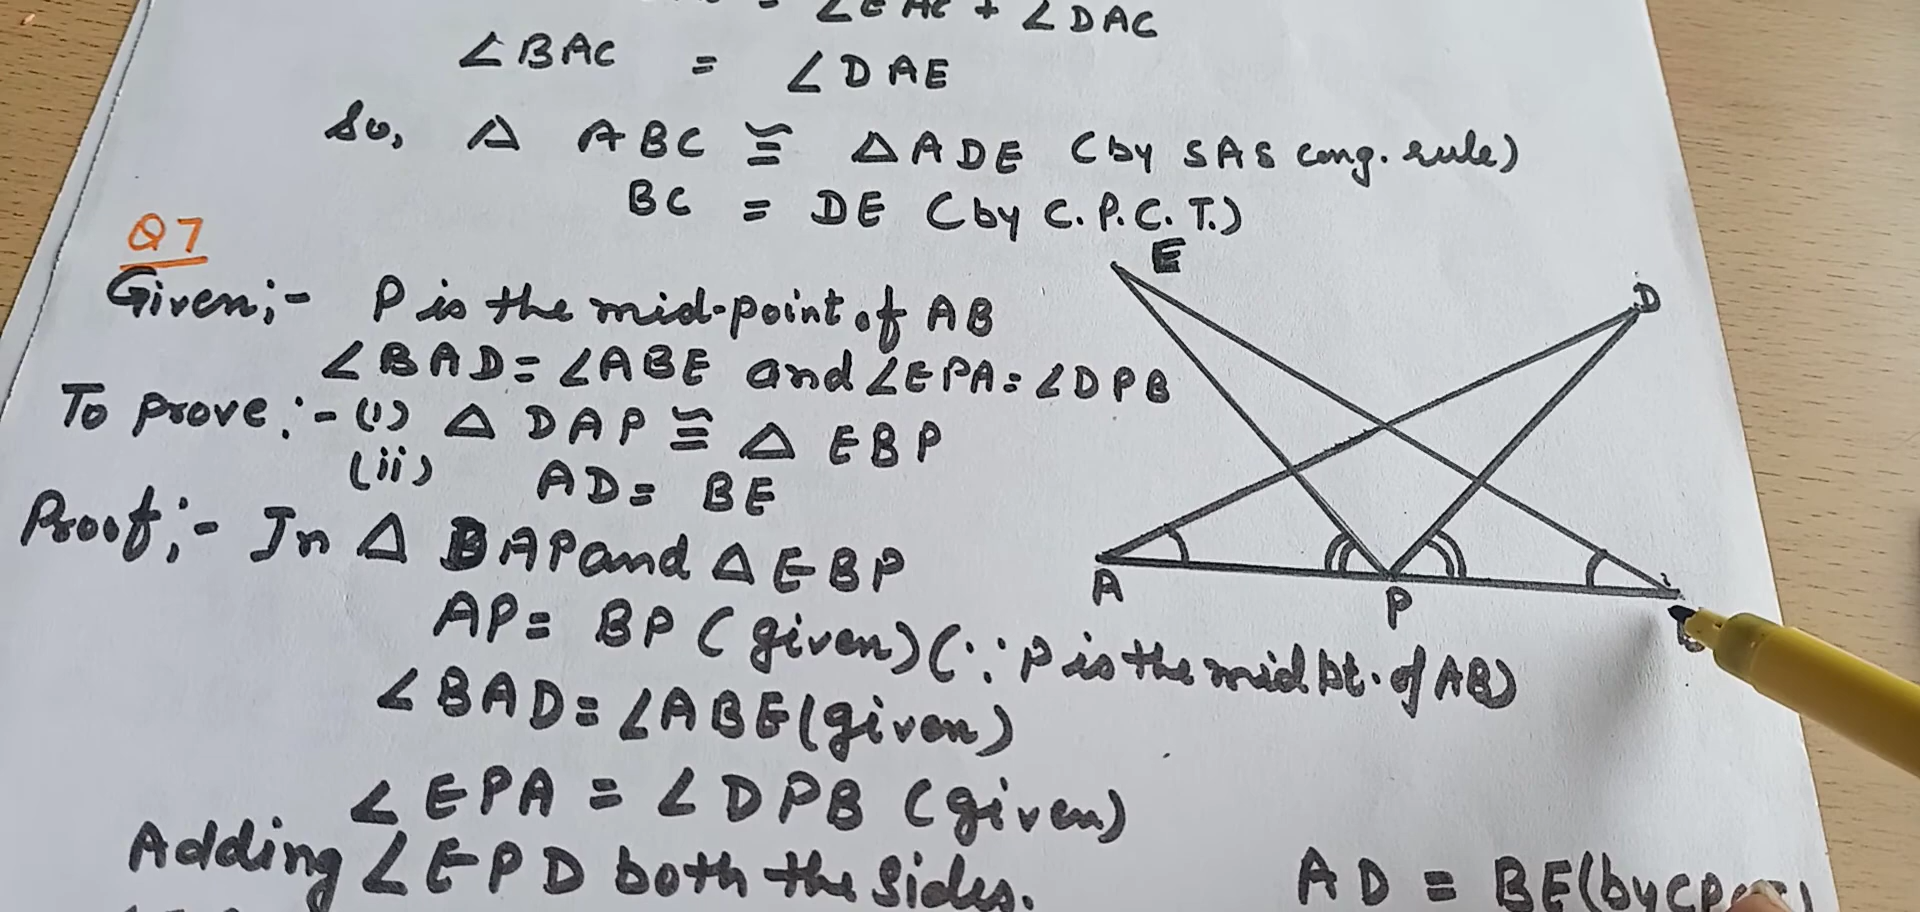 = ∠EAC + ∠DAC
∠BAC = ∠DAE
So, △ ABC ≅ △ADE (by SAS cong. rule)
BC = DE (by C.P.C.T.)
Q7
Given;- P is the mid-point of AB
∠BAD = ∠ABE and ∠EPA = ∠DPB
To prove:- (i) △ DAP ≅ △ EBP
(ii) AD = BE
Proof;- In △ DAP and △ EBP
AP = BP (given) (∵ P is the mid pt. of AB)
∠BAD = ∠ABE (given)
∠EPA = ∠DPB (given)
Adding ∠EPD both the sides.
AD = BE (by CPCT)
E
D
A
P